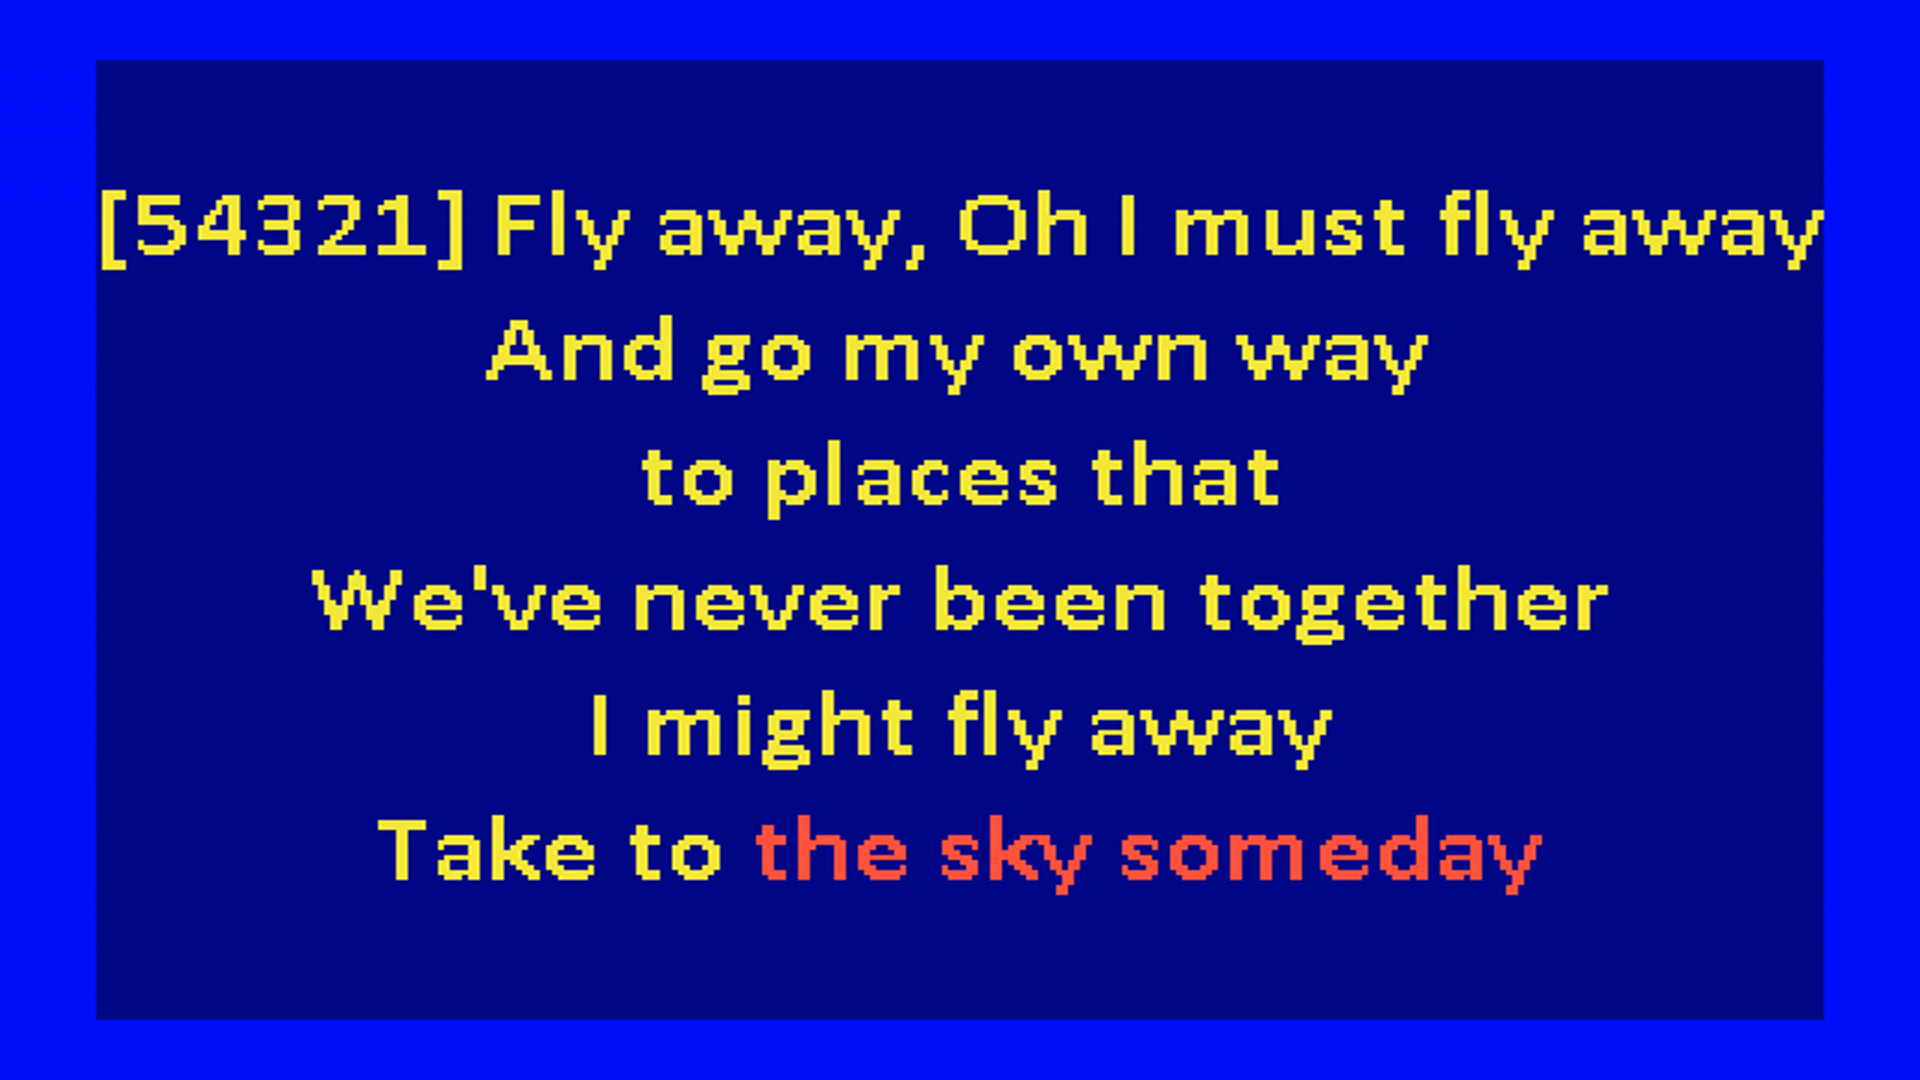 [54321] Fly away, Oh I must fly away
And go my own way
to places that
We've never been together
I might fly away
Take to the sky someday